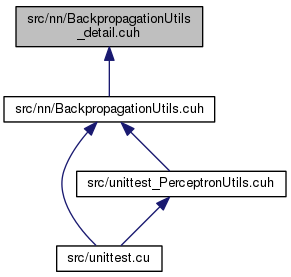 src/nn/BackpropagationUtils
_detail.cuh
src/nn/BackpropagationUtils.cuh
src/unittest_PerceptronUtils.cuh
src/unittest.cu